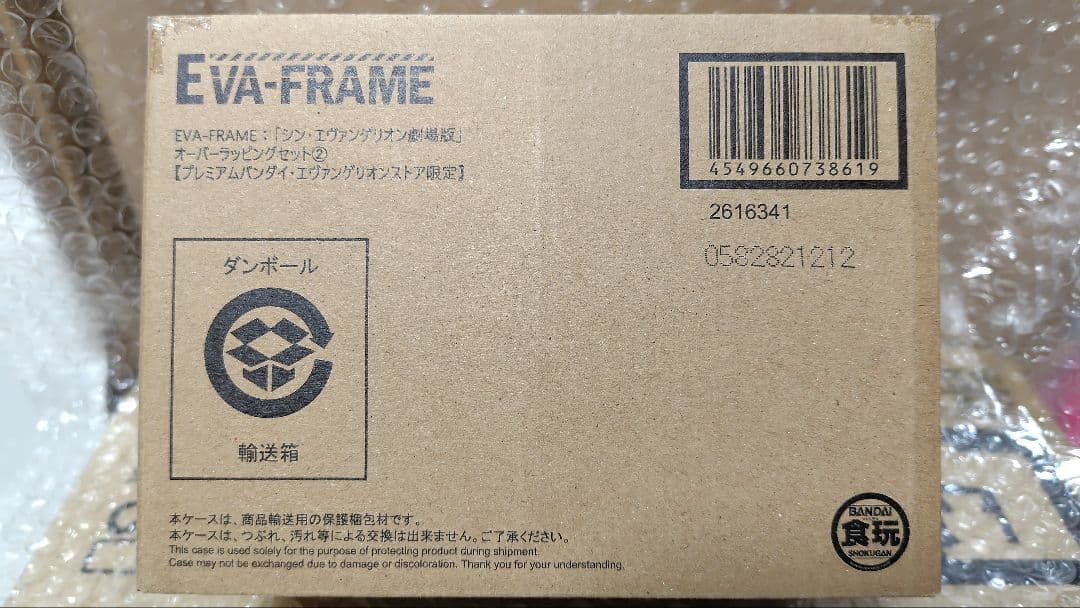 EVA-FRAME
EVA-FRAME:「シン・エヴァンゲリオン劇場版」
オーバーラッピングセット②
【プレミアムバンダイ・エヴァンゲリオンストア限定】
4549660738619
2616341
0582821212
ダンボール
輸送箱
本ケースは、商品輸送用の保護梱包材です。
本ケースは、つぶれ、汚れ等による交換は出来ません。ご了承ください。
This case is used solely for the purpose of protecting product during shipment.
Case may not be exchanged due to damage or discoloration. Thank you for your understanding.
BANDAI
食玩
SHOKUGAN